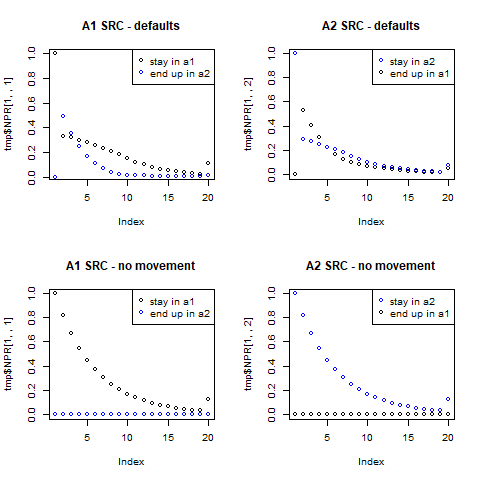 A1 SRC - defaults
stay in a1
end up in a2
tmp$NPR[1, , 1]
0.0 0.2 0.4 0.6 0.8 1.0
5 10 15 20
Index
A2 SRC - defaults
stay in a2
end up in a1
tmp$NPR[1, , 2]
0.0 0.2 0.4 0.6 0.8 1.0
5 10 15 20
Index
A1 SRC - no movement
stay in a1
end up in a2
tmp$NPR[1, , 1]
0.0 0.2 0.4 0.6 0.8 1.0
5 10 15 20
Index
A2 SRC - no movement
stay in a2
end up in a1
tmp$NPR[1, , 2]
0.0 0.2 0.4 0.6 0.8 1.0
5 10 15 20
Index